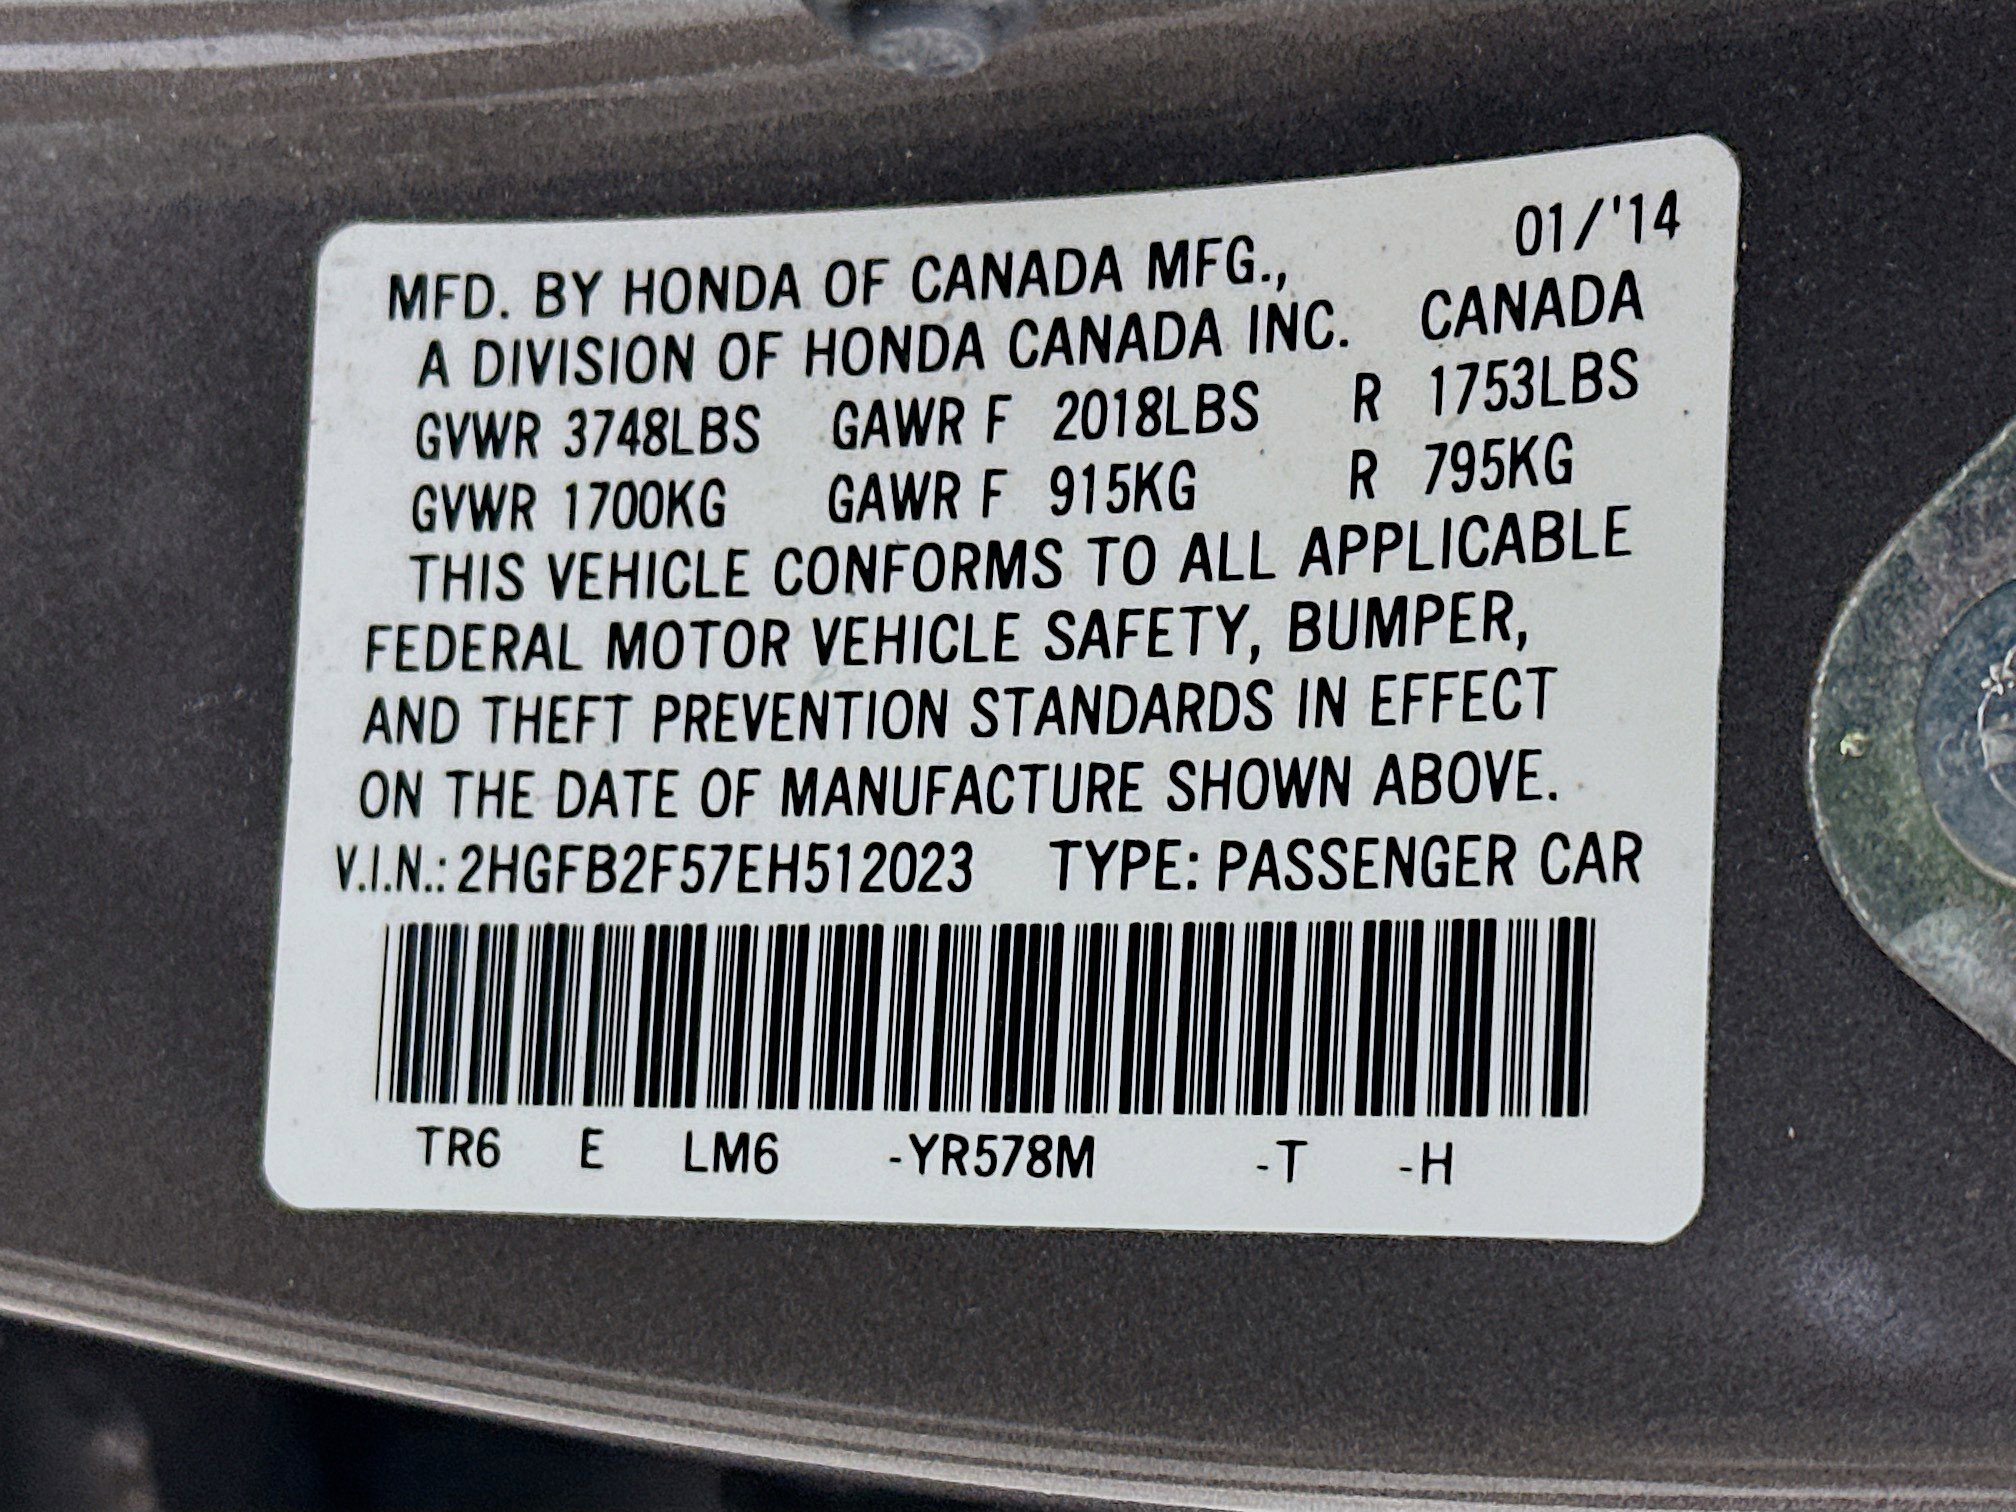 01/'14
MFD. BY HONDA OF CANADA MFG.,
A DIVISION OF HONDA CANADA INC. CANADA
GVWR 3748LBS GAWR F 2018LBS R 1753LBS
GVWR 1700KG GAWR F 915KG R 795KG
THIS VEHICLE CONFORMS TO ALL APPLICABLE
FEDERAL MOTOR VEHICLE SAFETY, BUMPER,
AND THEFT PREVENTION STANDARDS IN EFFECT
ON THE DATE OF MANUFACTURE SHOWN ABOVE.
V.I.N.: 2HGFB2F57EH512023 TYPE: PASSENGER CAR
TR6 E LM6 -YR578M -T -H